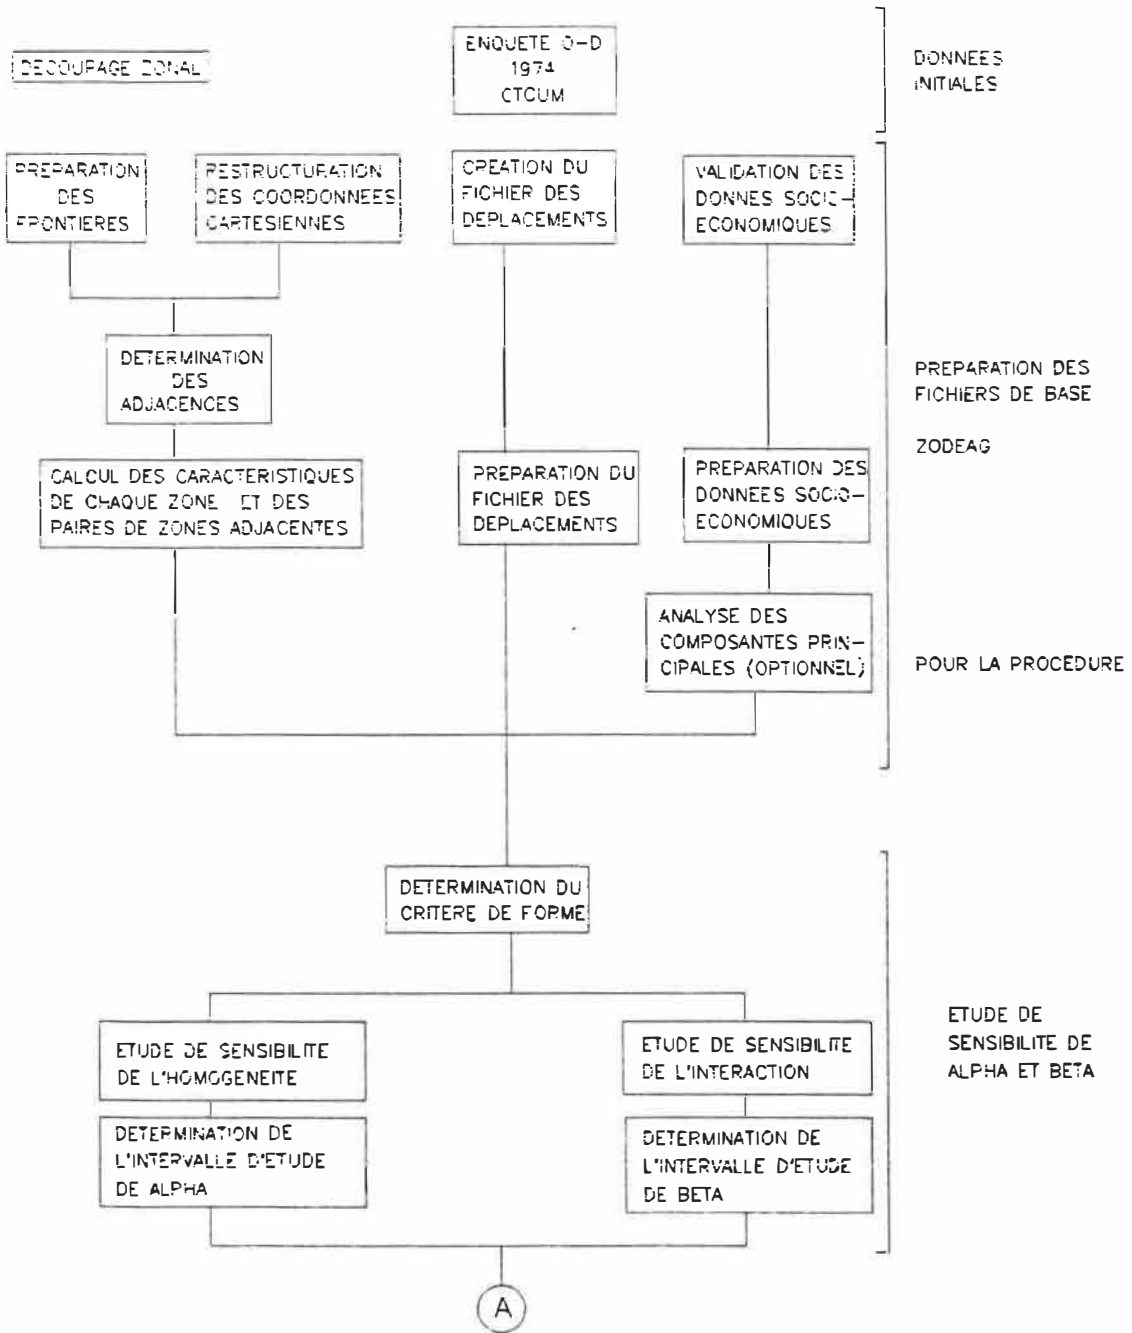 DECOUPAGE ZONAL
ENQUETE O-D
1974
CTCUM
DONNEES
INITIALES
PREPARATION
DES
FRONTIERES
RESTRUCTURATION
DES COORDONNEES
CARTESIENNES
CREATION DU
FICHIER DES
DEPLACEMENTS
VALIDATION DES
DONNES SOCIO-
ECONOMIQUES
DETERMINATION
DES
ADJACENCES
PREPARATION DES
FICHIERS DE BASE
ZODEAG
CALCUL DES CARACTERISTIQUES
DE CHAQUE ZONE ET DES
PAIRES DE ZONES ADJACENTES
PREPARATION DU
FICHIER DES
DEPLACEMENTS
PREPARATION DES
DONNEES SOCIO-
ECONOMIQUES
ANALYSE DES
COMPOSANTES PRIN-
CIPALES (OPTIONNEL)
POUR LA PROCEDURE
DETERMINATION DU
CRITERE DE FORME
ETUDE DE SENSIBILITE
DE L'HOMOGENEITE
ETUDE DE SENSIBILITE
DE L'INTERACTION
ETUDE DE
SENSIBILITE DE
ALPHA ET BETA
DETERMINATION DE
L'INTERVALLE D'ETUDE
DE ALPHA
DETERMINATION DE
L'INTERVALLE D'ETUDE
DE BETA
A